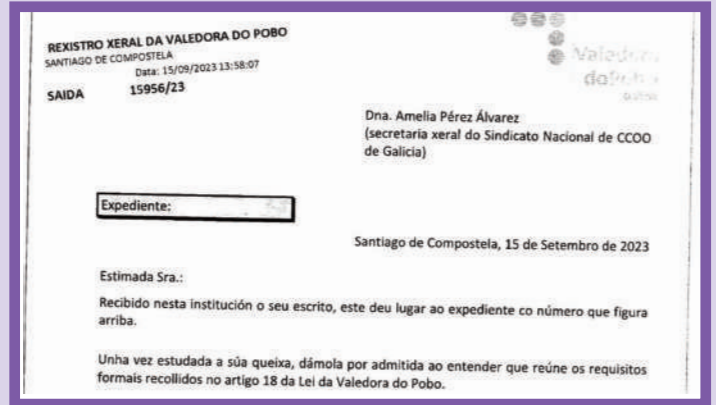 REXISTRO XERAL DA VALEDORA DO POBO
SANTIAGO DE COMPOSTELA
Data: 15/09/2023 13:58:07
SAIDA 15956/23
Valedora
do Pobo
Dna. Amelia Pérez Álvarez
(secretaria xeral do Sindicato Nacional de CCOO
de Galicia)
Expediente:
Santiago de Compostela, 15 de Setembro de 2023
Estimada Sra.:
Recibido nesta institución o seu escrito, este deu lugar ao expediente co número que figura
arriba.
Unha vez estudada a súa queixa, dámola por admitida ao entender que reúne os requisitos
formais recollidos no artigo 18 da Lei da Valedora do Pobo.